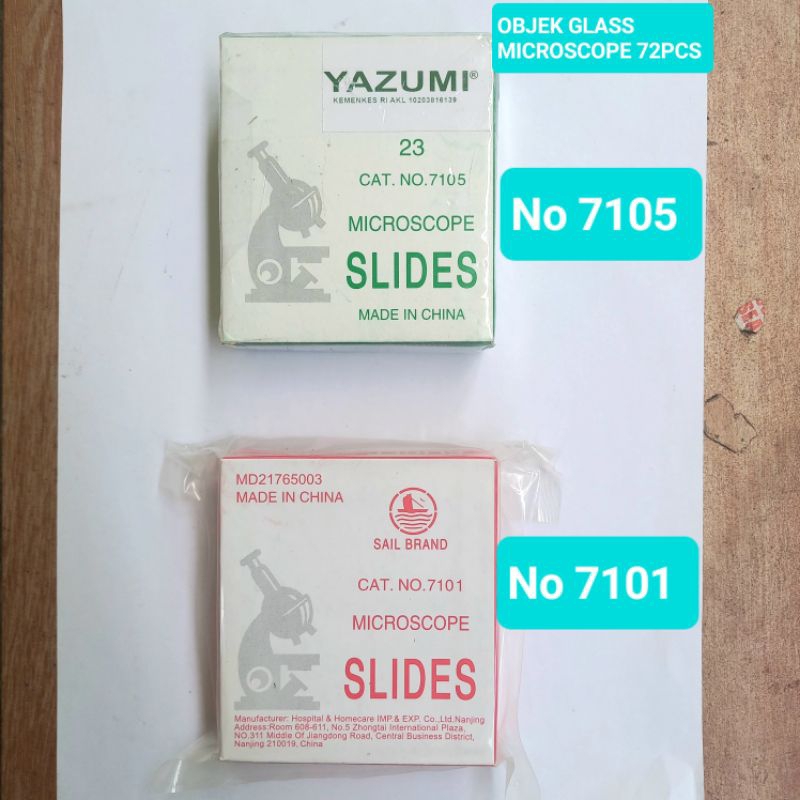 OBJEK GLASS
MICROSCOPE 72PCS
YAZUMI®
KEMENKES RI AKL 10203816139
23
CAT. NO.7105
MICROSCOPE
SLIDES
MADE IN CHINA
No 7105
MD21765003
MADE IN CHINA
SAIL BRAND
CAT. NO.7101
MICROSCOPE
SLIDES
No 7101
Manufacturer: Hospital & Homecare IMP.& EXP. Co.,Ltd.Nanjing
Address:Room 608-611, No.5 Zhongtai International Plaza,
NO.311 Middle Of Jiangdong Road, Central Business District,
Nanjing 210019, China